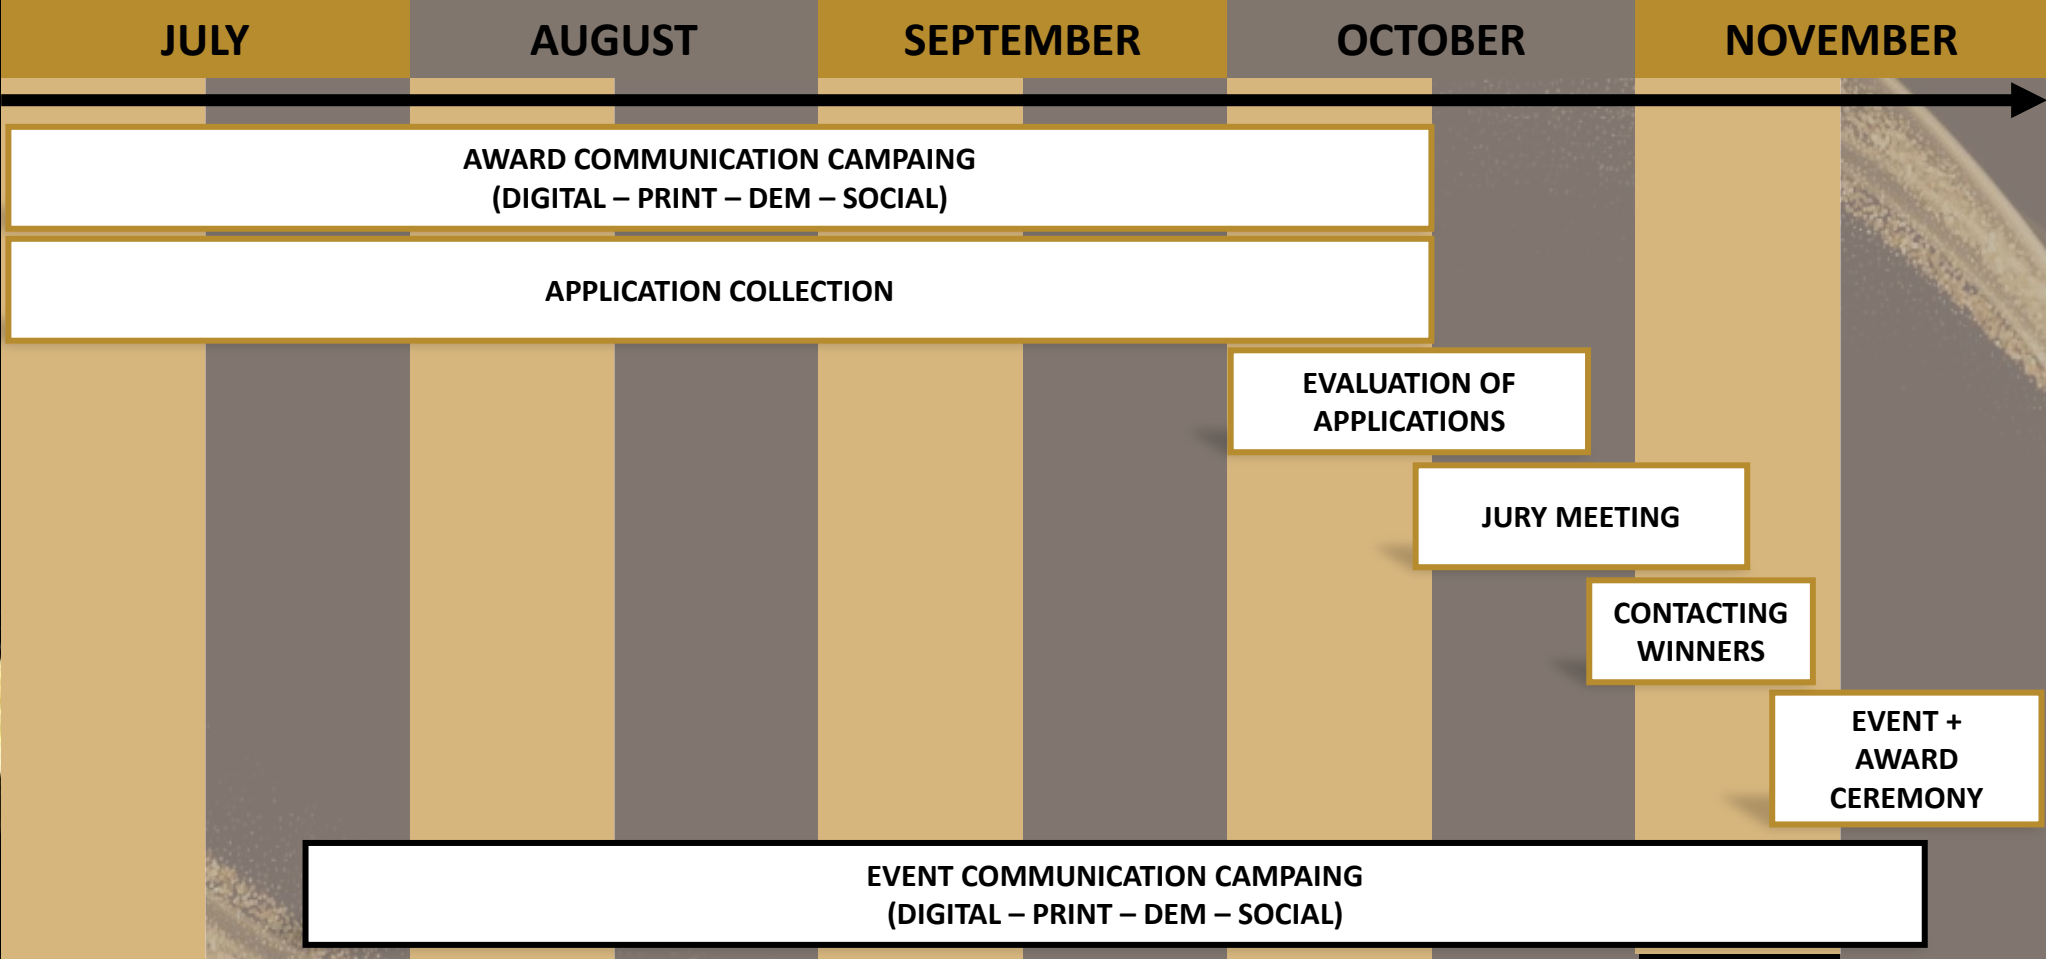 JULY
AUGUST
SEPTEMBER
OCTOBER
NOVEMBER
AWARD COMMUNICATION CAMPAING
(DIGITAL – PRINT – DEM – SOCIAL)
APPLICATION COLLECTION
EVALUATION OF
APPLICATIONS
JURY MEETING
CONTACTING
WINNERS
EVENT +
AWARD
CEREMONY
EVENT COMMUNICATION CAMPAING
(DIGITAL – PRINT – DEM – SOCIAL)